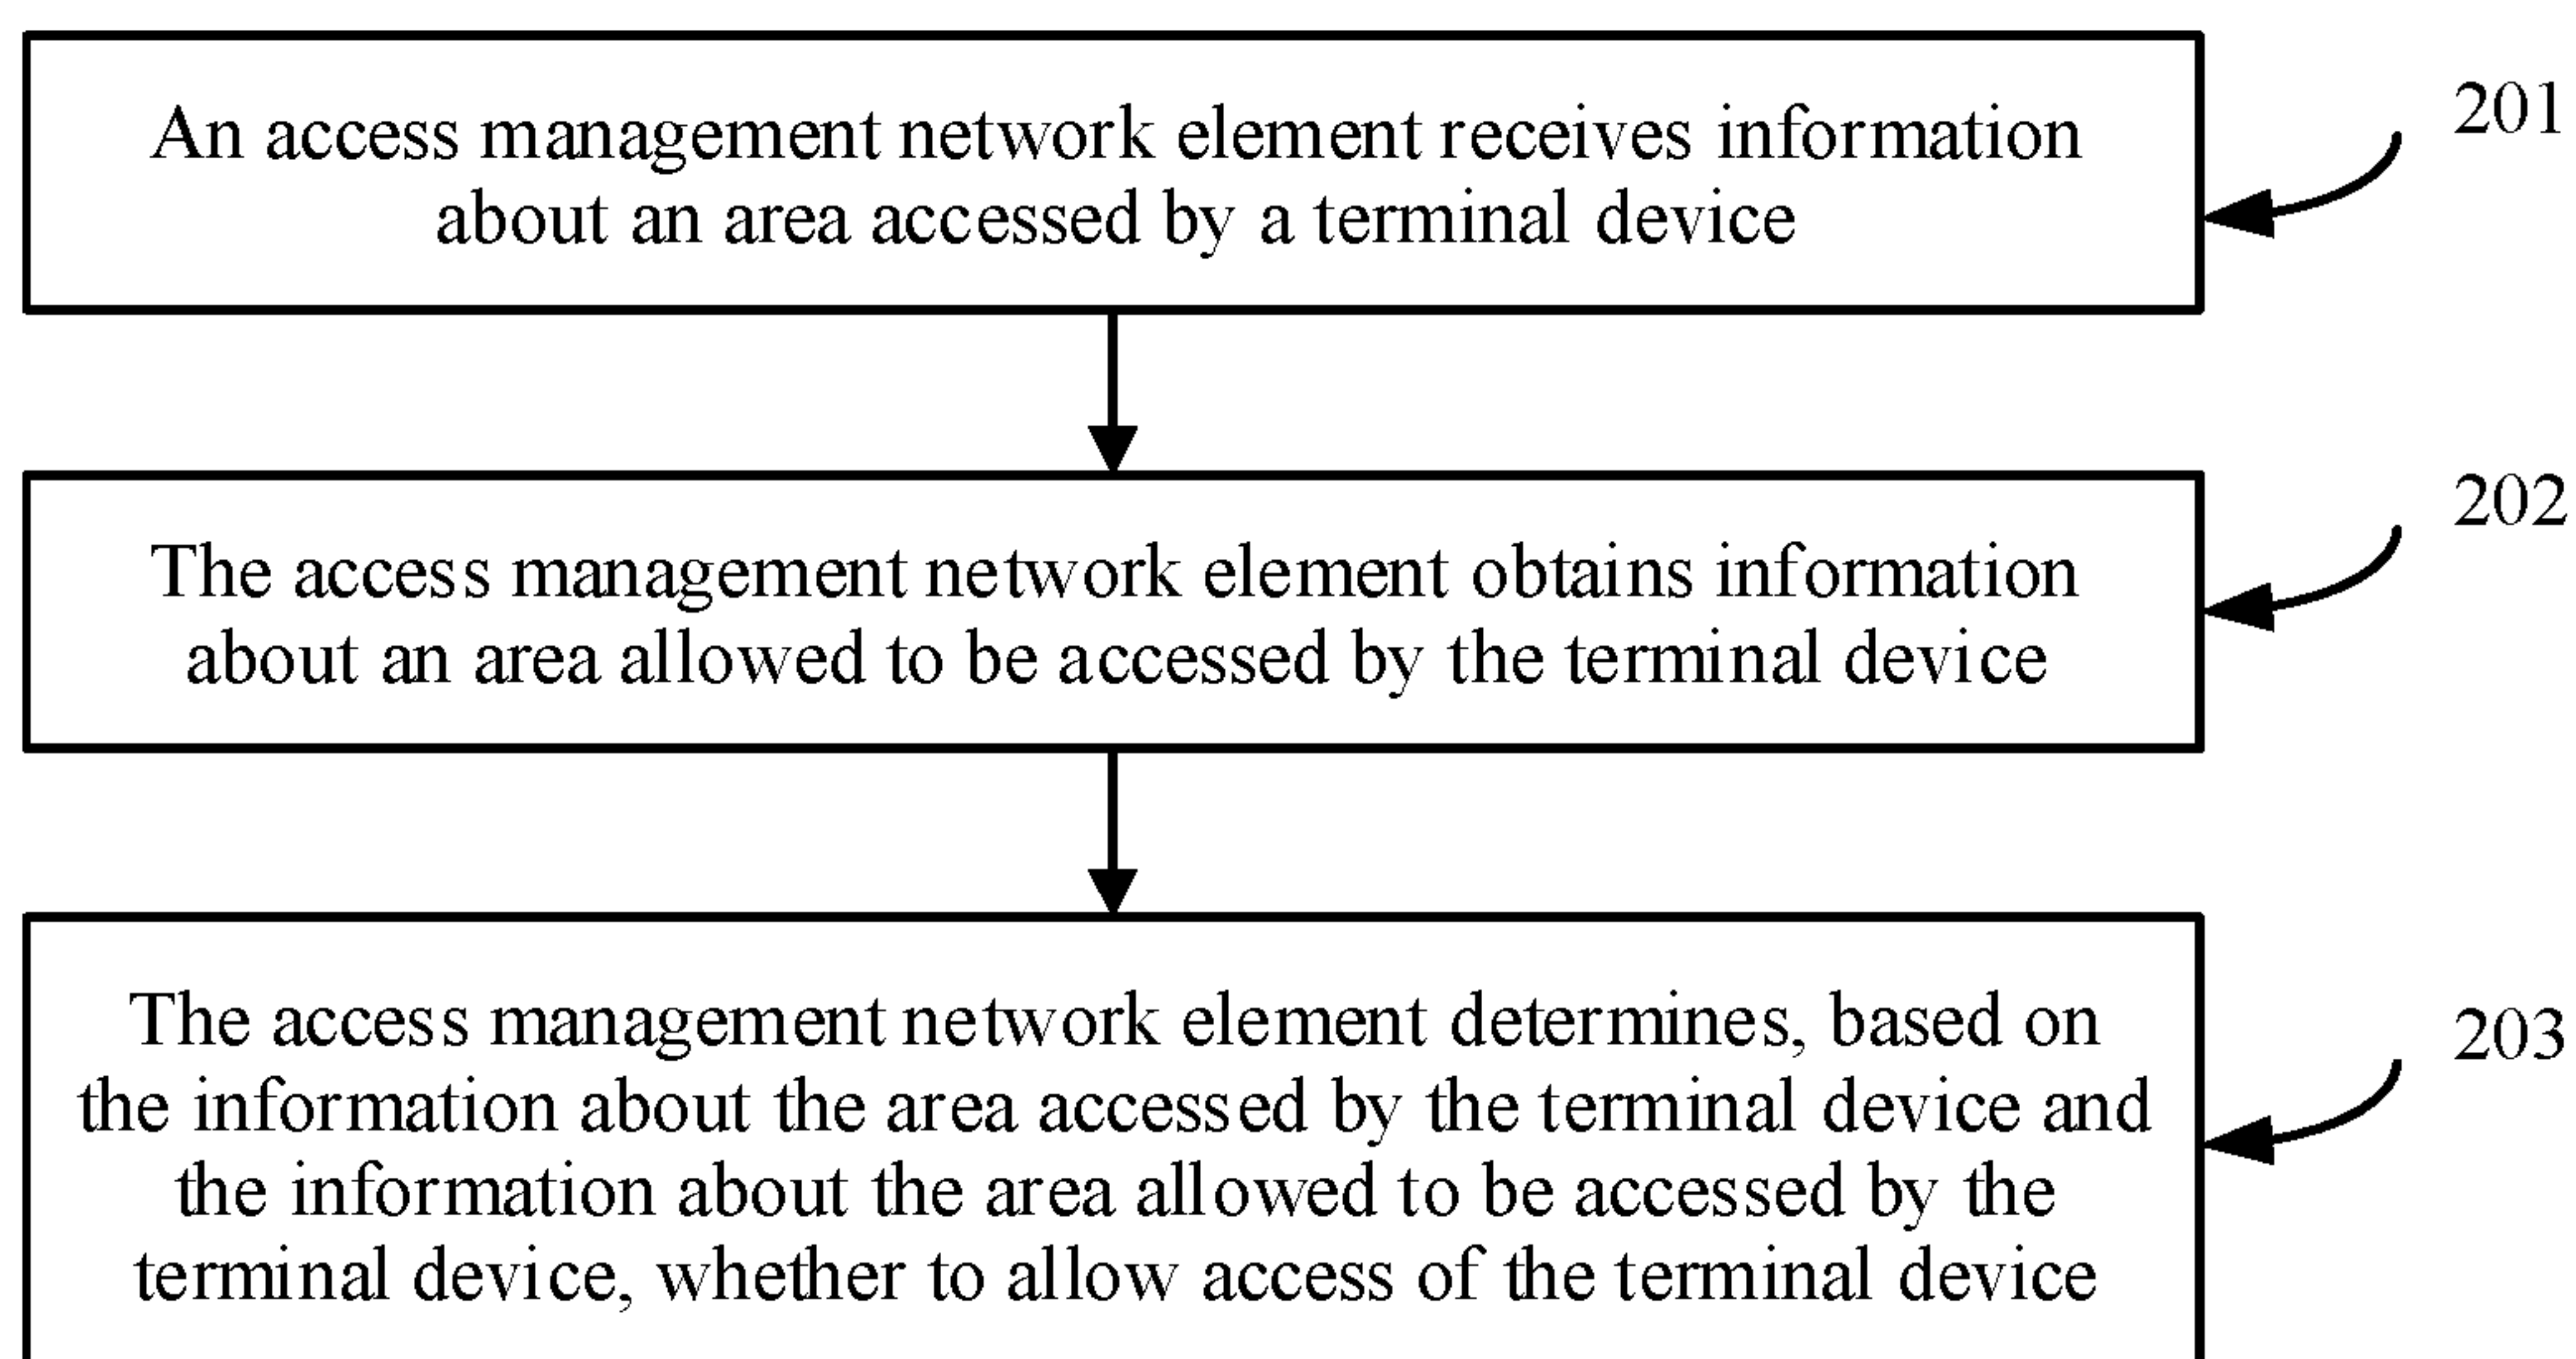 An access management network element receives information
about an area accessed by a terminal device
201
The access management network element obtains information
about an area allowed to be accessed by the terminal device
202
The access management network element determines, based on
the information about the area accessed by the terminal device and
the information about the area allowed to be accessed by the
terminal device, whether to allow access of the terminal device
203